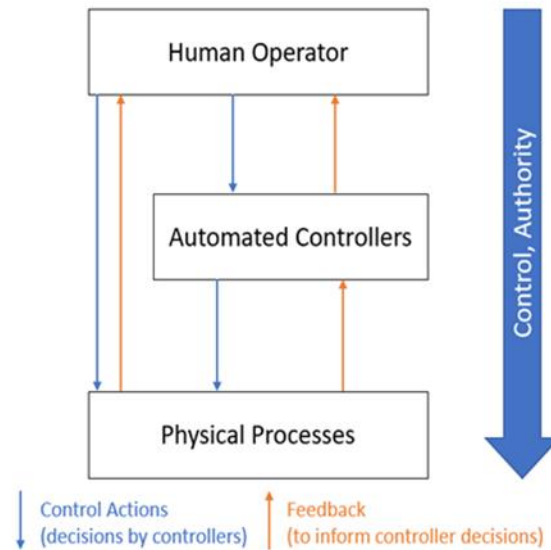 Human Operator
Automated Controllers
Physical Processes
Control, Authority
Control Actions
(decisions by controllers)
Feedback
(to inform controller decisions)